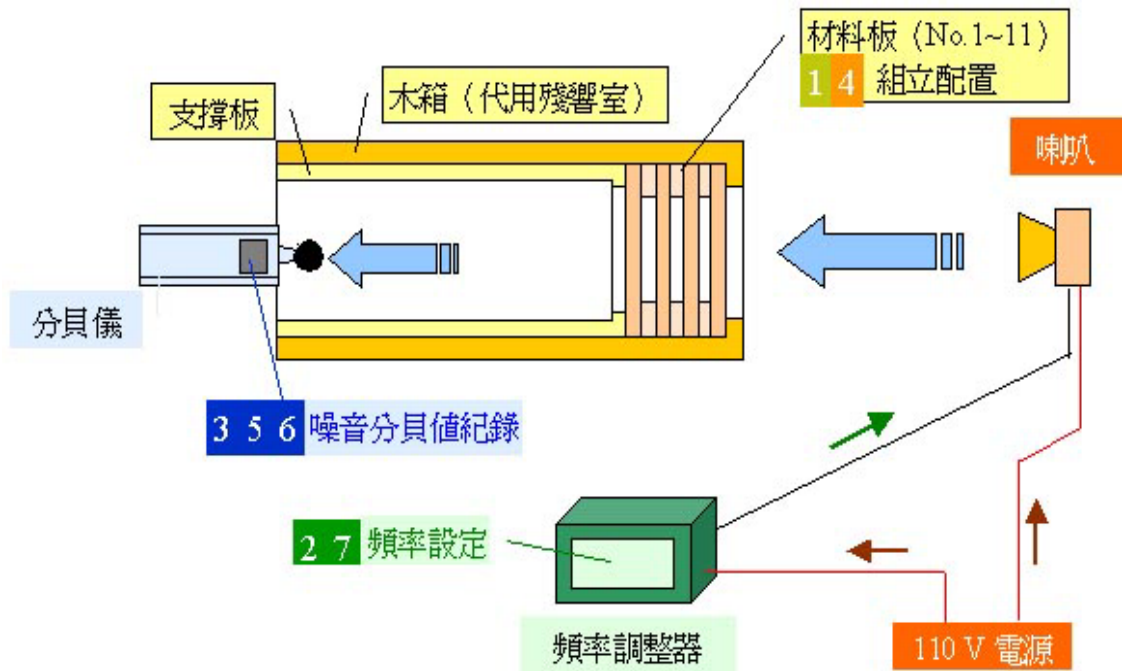 材料板 (No.1~11)
1 4 組立配置
木箱 (代用殘響室)
支撐板
喇叭
分貝儀
3 5 6 噪音分貝值紀錄
2 7 頻率設定
頻率調整器
110 V 電源